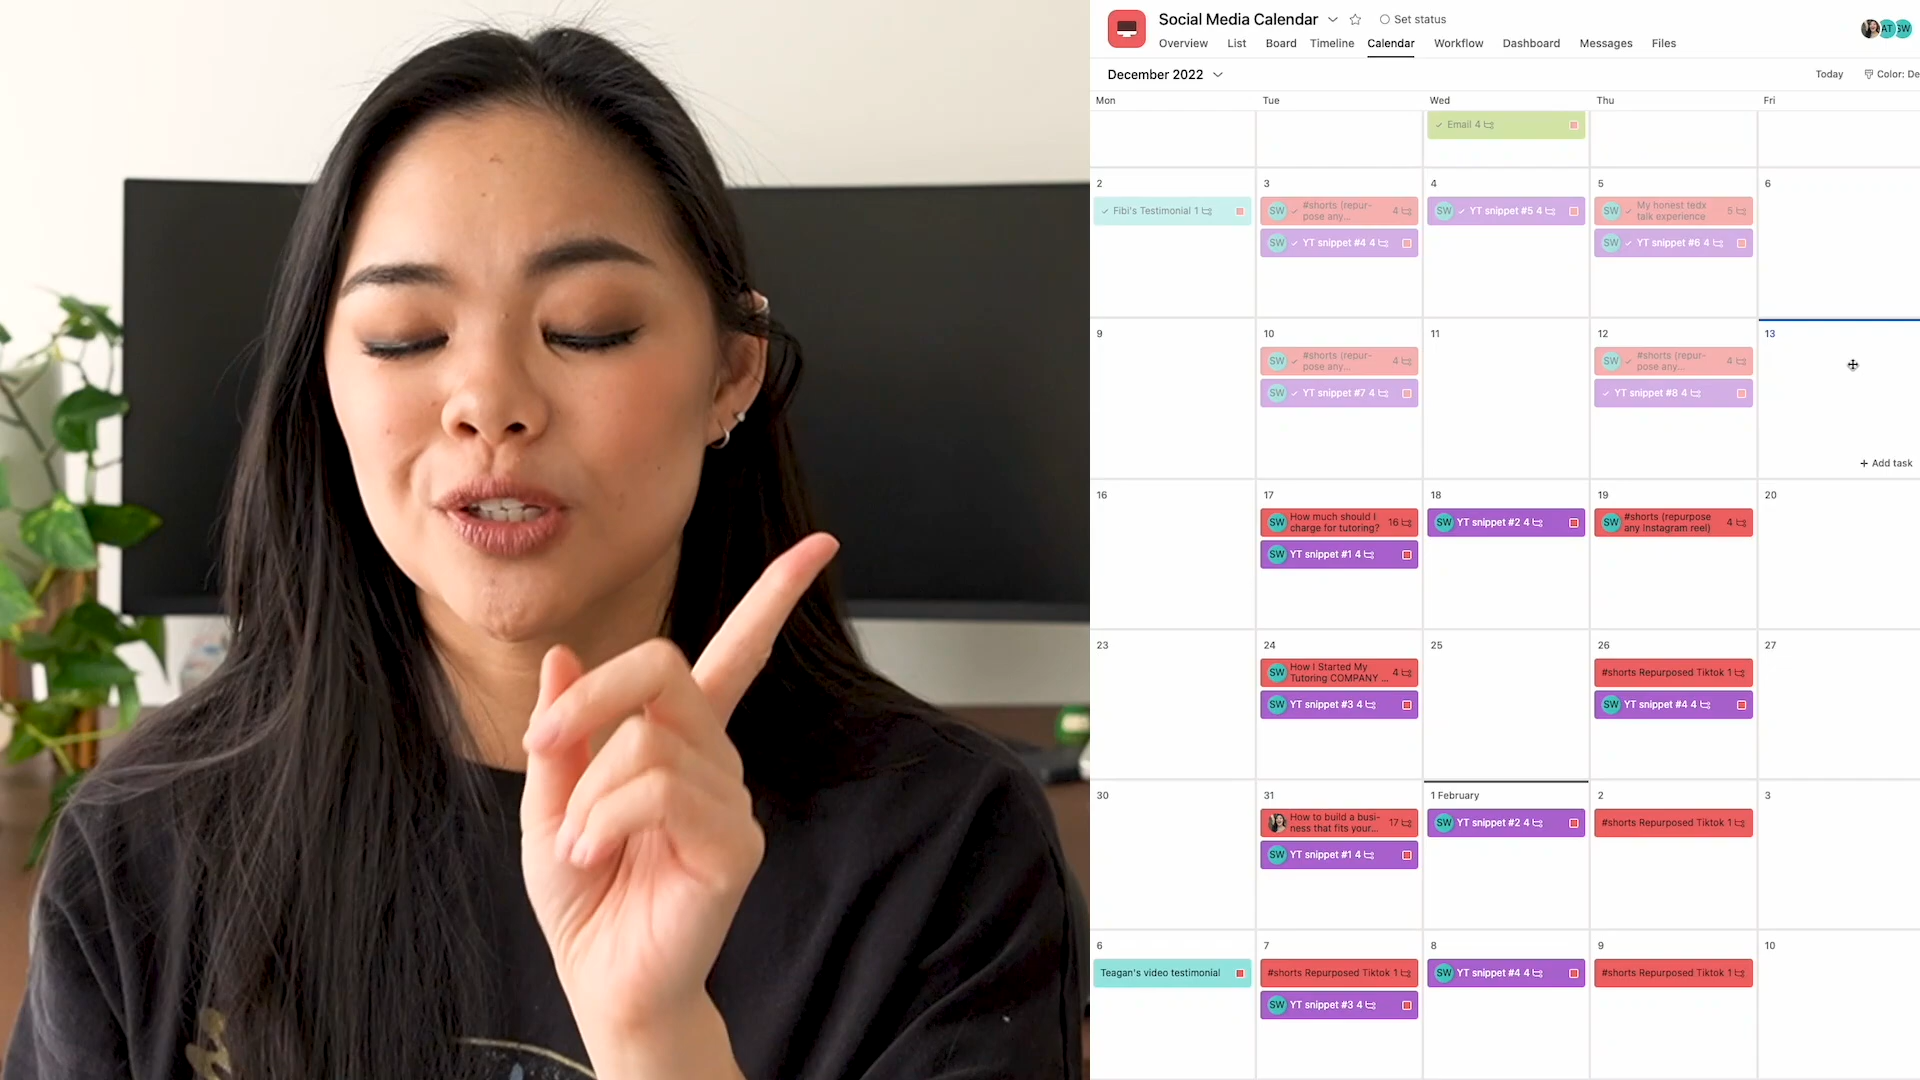 Social Media Calendar
Set status
AT
SW
Overview
List
Board
Timeline
Calendar
Workflow
Dashboard
Messages
Files
December 2022
Today
Color: De
Mon
Tue
Wed
Thu
Fri
Email 4
2
3
4
5
6
Fibi's Testimonial 1
SW
#shorts (repur-
pose any...
4
SW
YT snippet #5 4
SW
My honest tedx
talk experience
5
SW
YT snippet #4 4
SW
YT snippet #6 4
9
10
11
12
13
SW
#shorts (repur-
pose any...
4
SW
#shorts (repur-
pose any...
4
SW
YT snippet #7 4
YT snippet #8 4
+ Add task
16
17
18
19
20
SW
How much should I
charge for tutoring?
16
SW
YT snippet #2 4
SW
#shorts (repurpose
any Instagram reel)
4
SW
YT snippet #1 4
23
24
25
26
27
SW
How I Started My
Tutoring COMPANY ...
4
#shorts Repurposed Tiktok 1
SW
YT snippet #3 4
SW
YT snippet #4 4
30
31
1 February
2
3
How to build a busi-
ness that fits your...
17
SW
YT snippet #2 4
#shorts Repurposed Tiktok 1
SW
YT snippet #1 4
6
7
8
9
10
Teagan's video testimonial
#shorts Repurposed Tiktok 1
SW
YT snippet #4 4
#shorts Repurposed Tiktok 1
SW
YT snippet #3 4